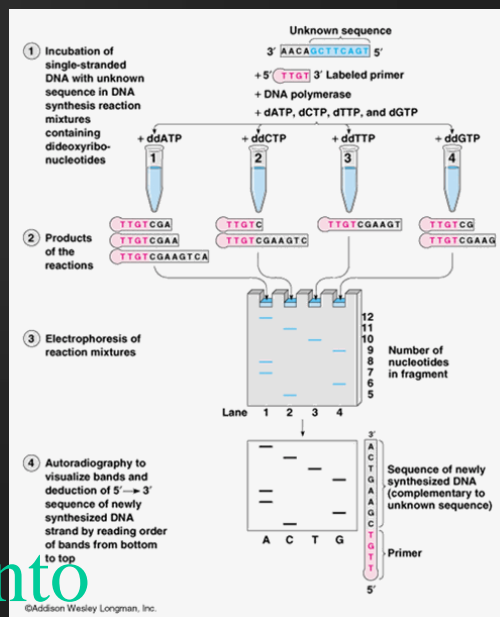 Unknown sequence
3′ AACAGCTTCAGT 5′
+ 5′ TTGT 3′ Labeled primer
+ DNA polymerase
+ dATP, dCTP, dTTP, and dGTP
1 Incubation of
single-stranded
DNA with unknown
sequence in DNA
synthesis reaction
mixtures
containing
dideoxyribo-
nucleotides
+ ddATP + ddCTP + ddTTP + ddGTP
1 2 3 4
2 Products
of the
reactions
TTGTCGA
TTGTCGAA
TTGTCGAAGTCA
TTGTC
TTGTCGAAGTC
TTGTCGAAGT
TTGTCG
TTGTCGAAG
3 Electrophoresis of
reaction mixtures
12
11
10
9
8
7
6
5
Number of
nucleotides
in fragment
Lane 1 2 3 4
4 Autoradiography to
visualize bands and
deduction of 5′ → 3′
sequence of newly
synthesized DNA
strand by reading order
of bands from bottom
to top
A C T G
3′
A
C
T
G
A
A
G
C
T
G
T
T
5′
Sequence of newly
synthesized DNA
(complementary to
unknown sequence)
Primer
nto
©Addison Wesley Longman, Inc.